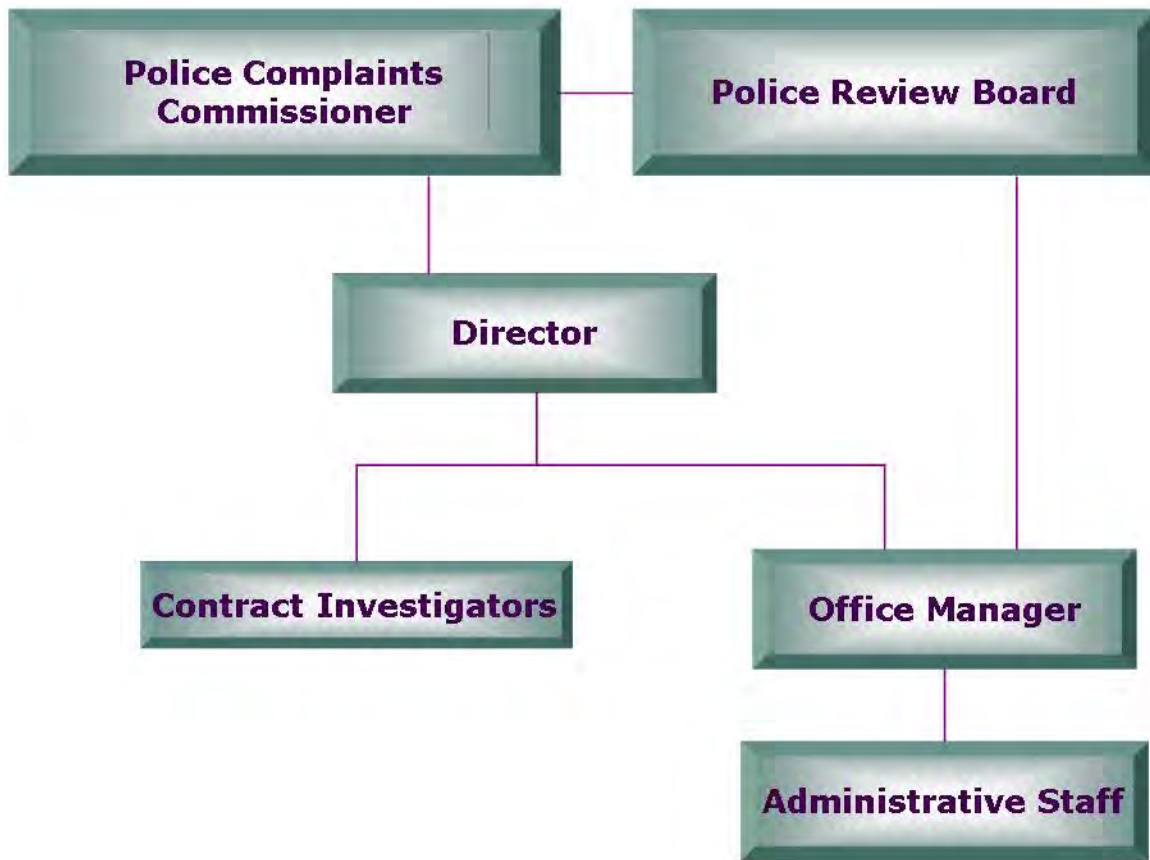 Police Complaints
Commissioner
Police Review Board
Director
Contract Investigators
Office Manager
Administrative Staff